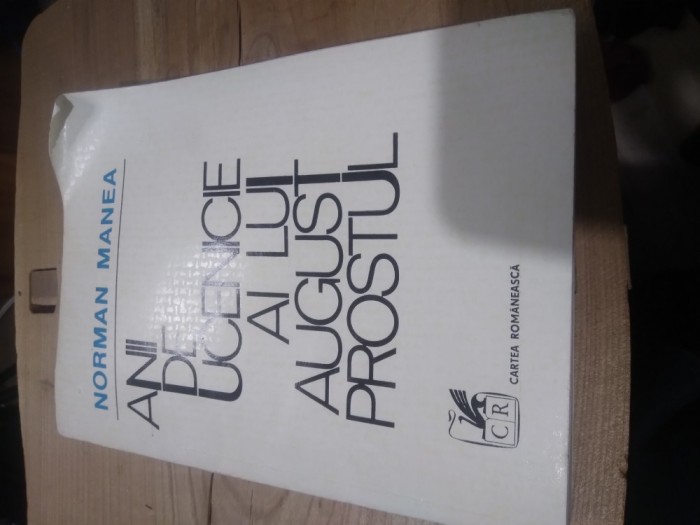 NORMAN MANEA
ANII
DE
UCENICIE
AI LUI
AUGUST
PROSTUL
CR
CARTEA ROMÂNEASCĂ